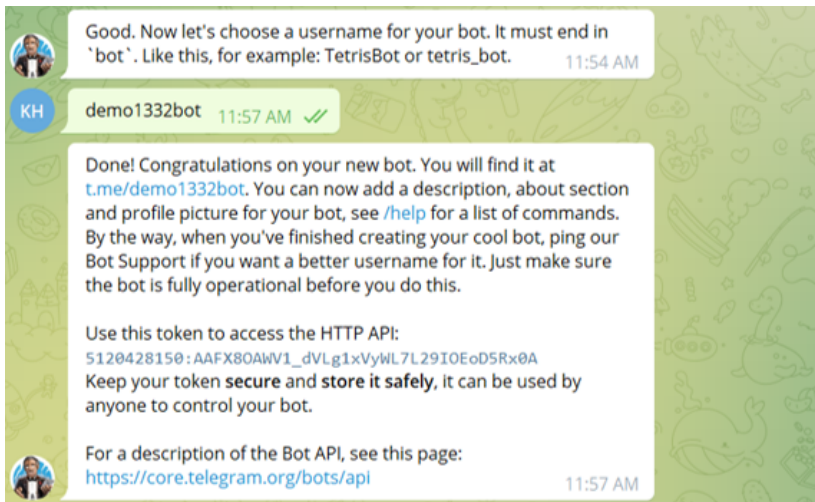 Good. Now let's choose a username for your bot. It must end in
`bot`. Like this, for example: TetrisBot or tetris_bot.
11:54 AM
KH
demo1332bot 11:57 AM
Done! Congratulations on your new bot. You will find it at
t.me/demo1332bot. You can now add a description, about section
and profile picture for your bot, see /help for a list of commands.
By the way, when you've finished creating your cool bot, ping our
Bot Support if you want a better username for it. Just make sure
the bot is fully operational before you do this.
Use this token to access the HTTP API:
5120428150:AAFX8OAWV1_dVLg1xVyWL7L29IOEoD5Rx0A
Keep your token secure and store it safely, it can be used by
anyone to control your bot.
For a description of the Bot API, see this page:
https://core.telegram.org/bots/api
11:57 AM